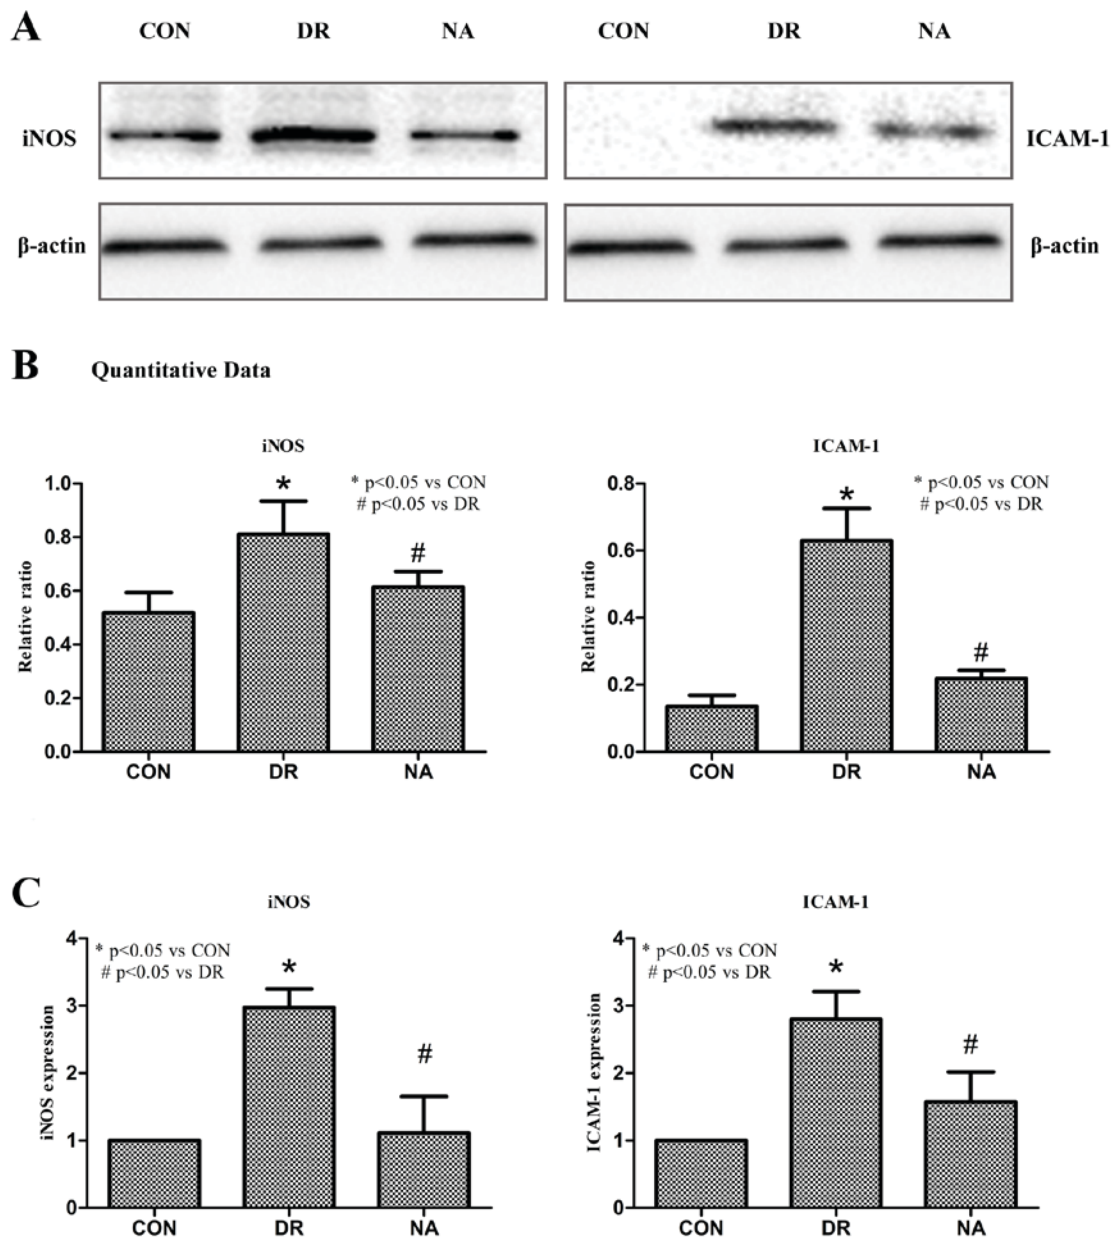 A
CON DR NA CON DR NA
iNOS ICAM-1
β-actin β-actin
B Quantitative Data
iNOS
* p<0.05 vs CON
# p<0.05 vs DR
Relative ratio
1.0
0.8
0.6
0.4
0.2
0.0
*
#
CON DR NA
ICAM-1
* p<0.05 vs CON
# p<0.05 vs DR
Relative ratio
0.8
0.6
0.4
0.2
0.0
*
#
CON DR NA
C
iNOS
* p<0.05 vs CON
# p<0.05 vs DR
iNOS expression
4
3
2
1
0
*
#
CON DR NA
ICAM-1
* p<0.05 vs CON
# p<0.05 vs DR
ICAM-1 expression
4
3
2
1
0
*
#
CON DR NA